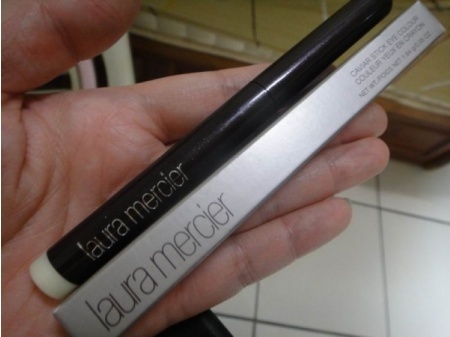 laura mercier
laura mercier
CAVIAR STICK EYE COLOUR
COULEUR YEUX EN CRAYON